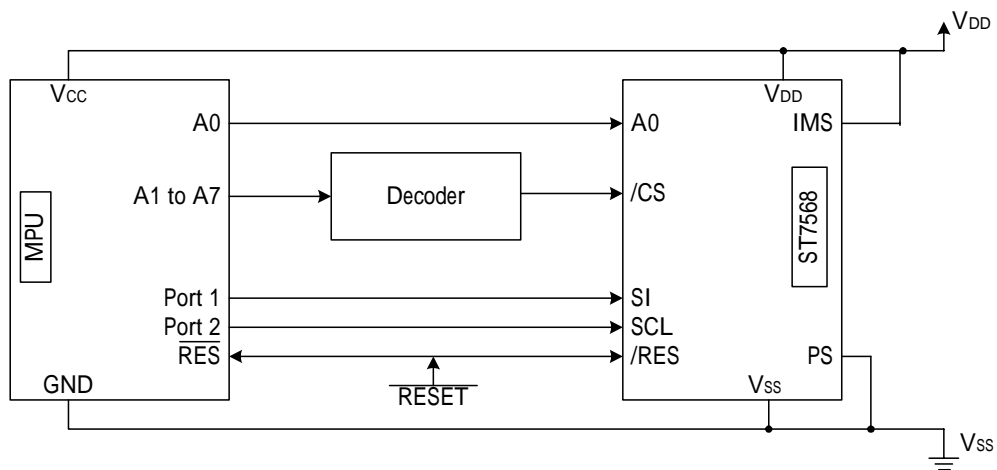 VDD
VCC
VDD
A0
A0
IMS
A1 to A7
Decoder
/CS
MPU
ST7568
Port 1
SI
Port 2
SCL
RES
/RES
PS
GND
RESET
VSS
VSS